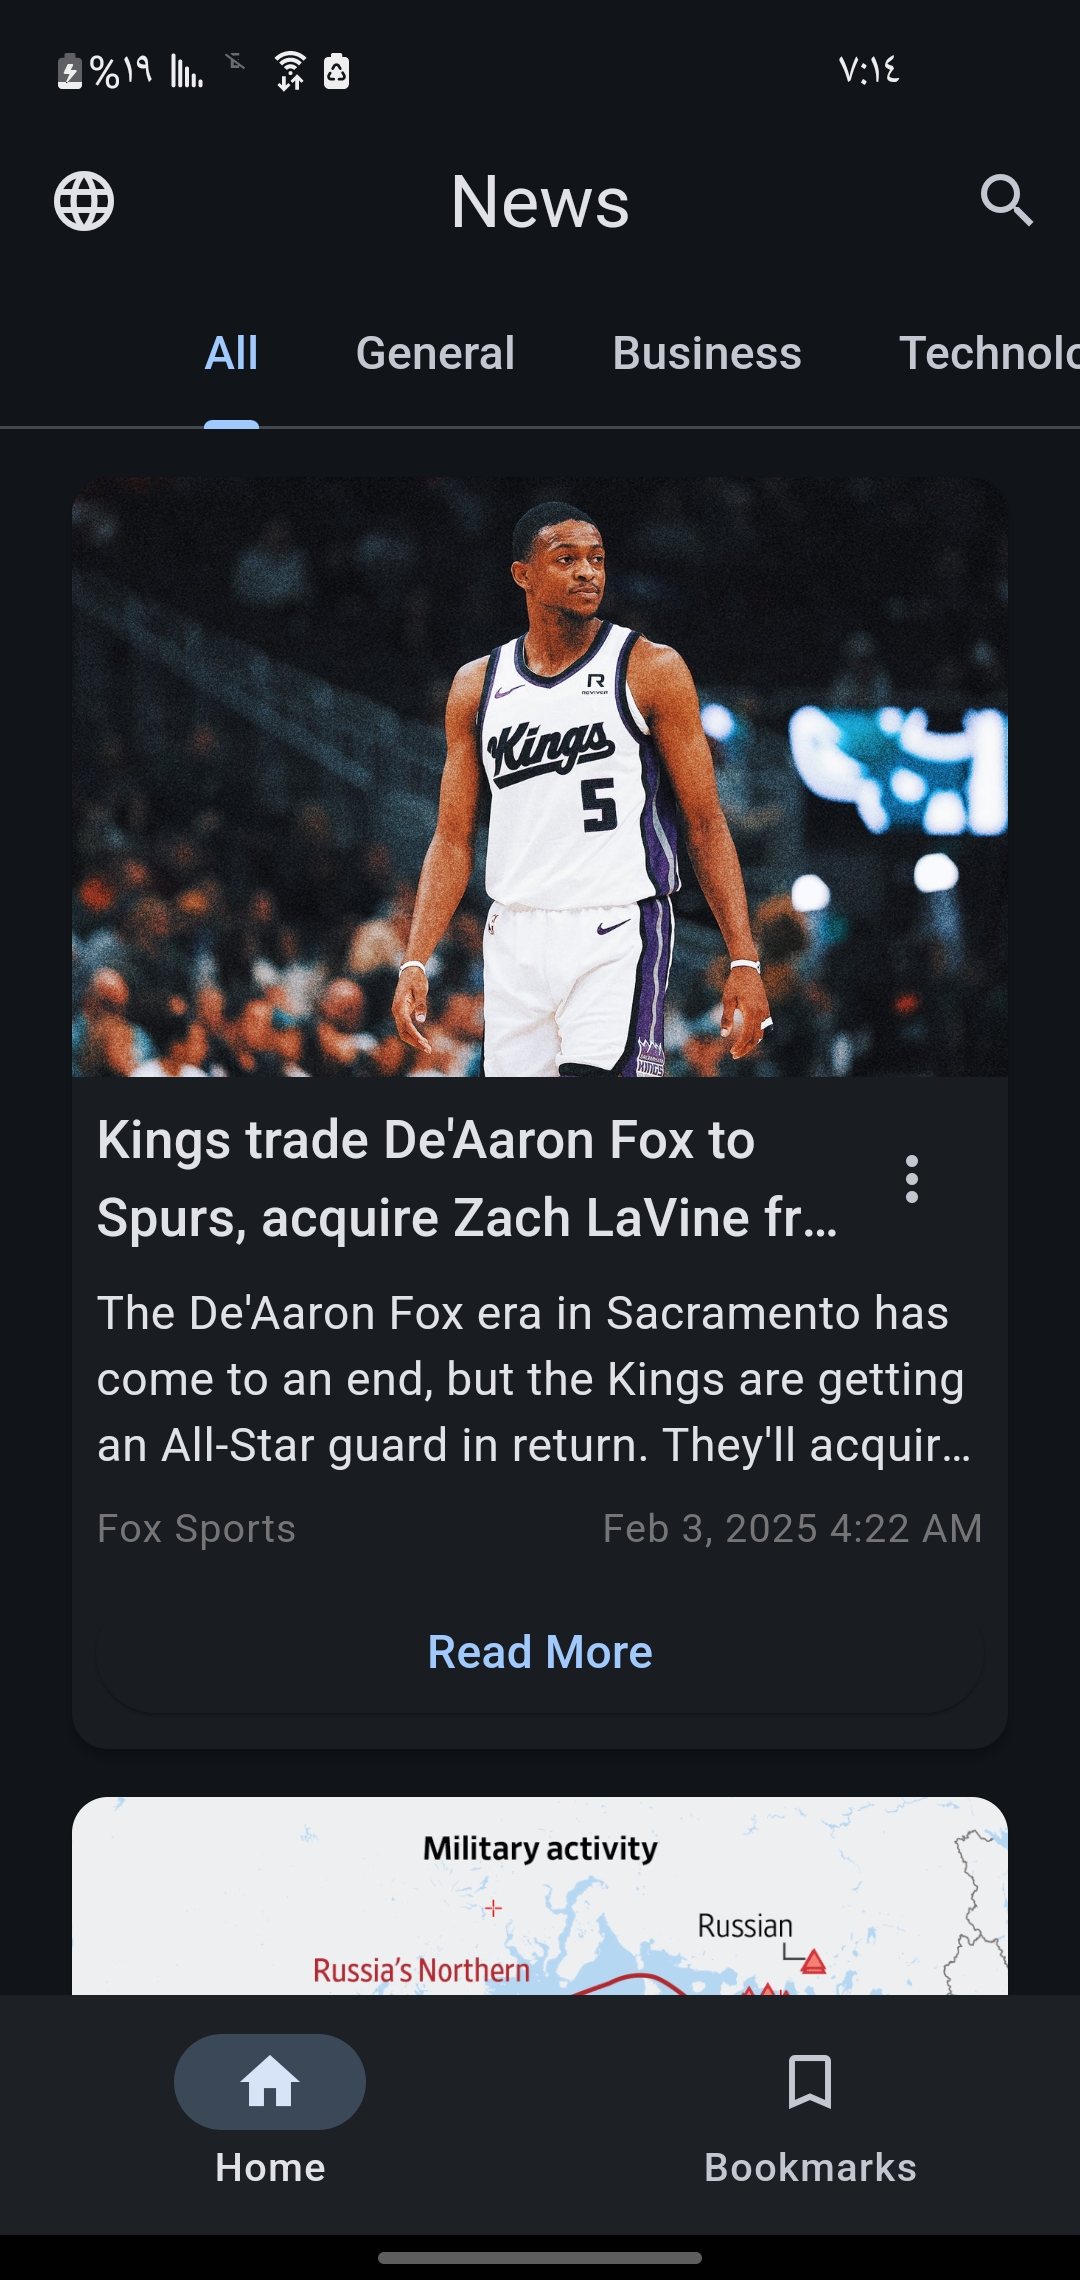 %١٩
٧:١٤
News
All General Business Technolo
REVIVER
Kings
5
KINGS
Kings trade De'Aaron Fox to
Spurs, acquire Zach LaVine fr...
The De'Aaron Fox era in Sacramento has
come to an end, but the Kings are getting
an All-Star guard in return. They'll acquir...
Fox Sports Feb 3, 2025 4:22 AM
Read More
Military activity
Russian
Russia's Northern
Home Bookmarks